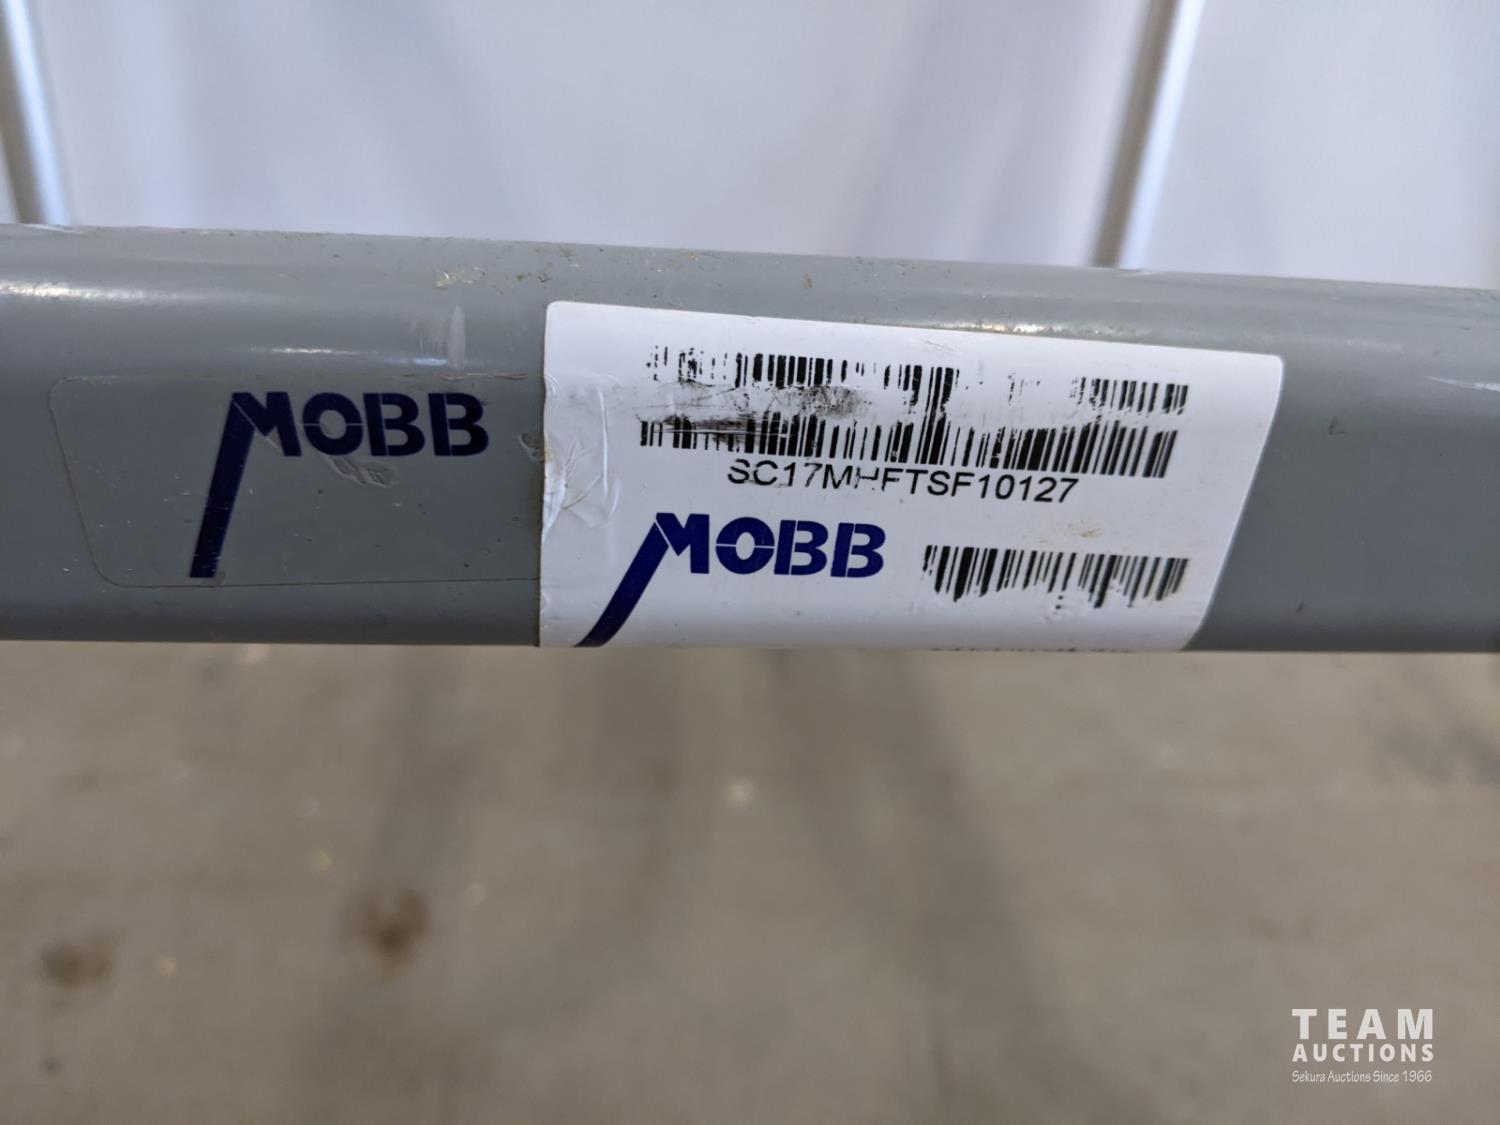 MOBB
SC17MHFTSF10127
MOBB
TEAM
AUCTIONS
Sekura Auctions Since 1966